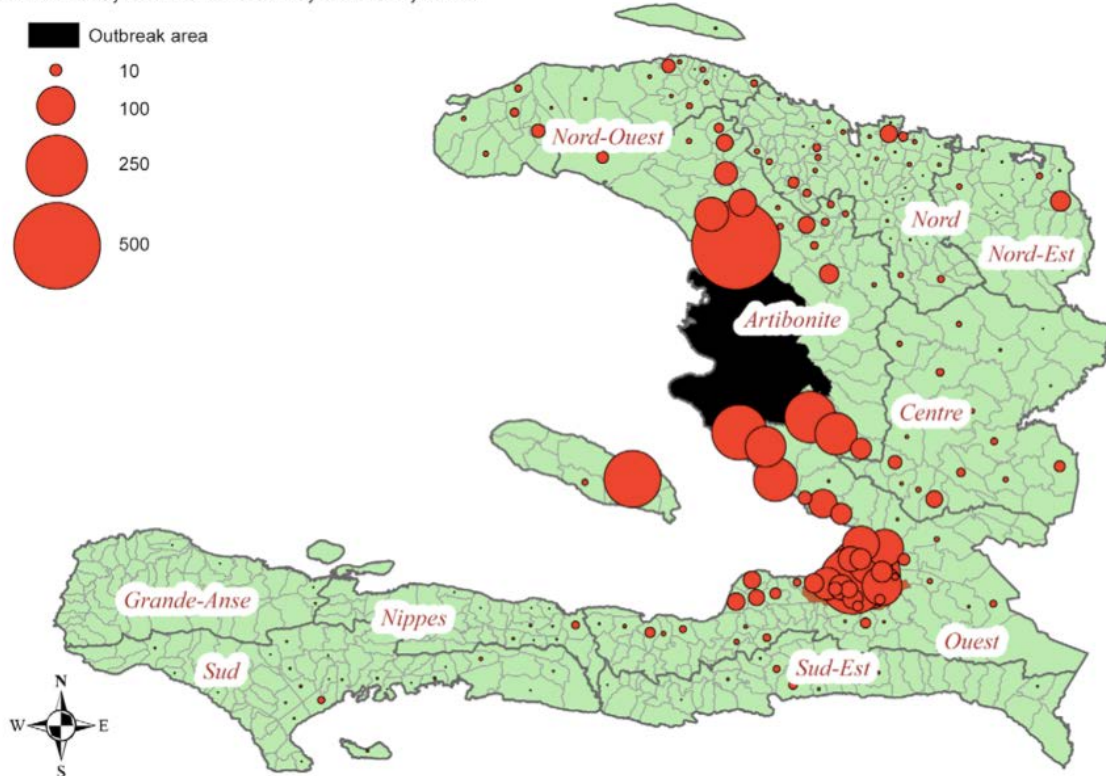 Outbreak area
10
100
250
500
Nord-Ouest
Nord
Nord-Est
Artibonite
Centre
Grande-Anse
Nippes
Ouest
Sud
Sud-Est
N
W E
S